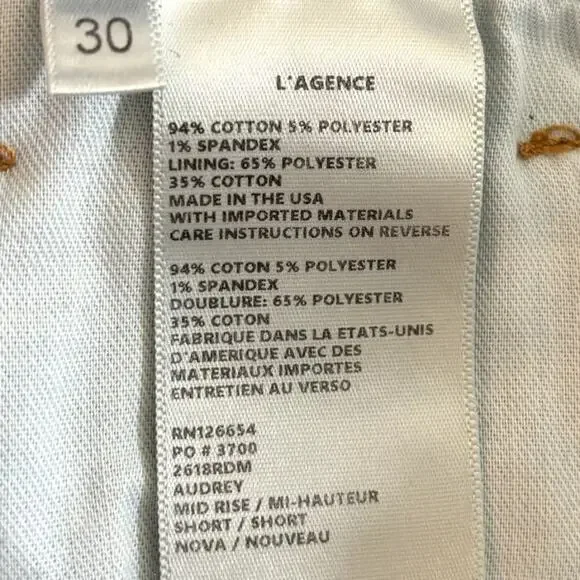 30
L'AGENCE
94% COTTON 5% POLYESTER
1% SPANDEX
LINING: 65% POLYESTER
35% COTTON
MADE IN THE USA
WITH IMPORTED MATERIALS
CARE INSTRUCTIONS ON REVERSE
94% COTON 5% POLYESTER
1% SPANDEX
DOUBLURE: 65% POLYESTER
35% COTON
FABRIQUE DANS LA ETATS-UNIS
D'AMERIQUE AVEC DES
MATERIAUX IMPORTES
ENTRETIEN AU VERSO
RN126654
PO # 3700
2618RDM
AUDREY
MID RISE / MI-HAUTEUR
SHORT / SHORT
NOVA / NOUVEAU